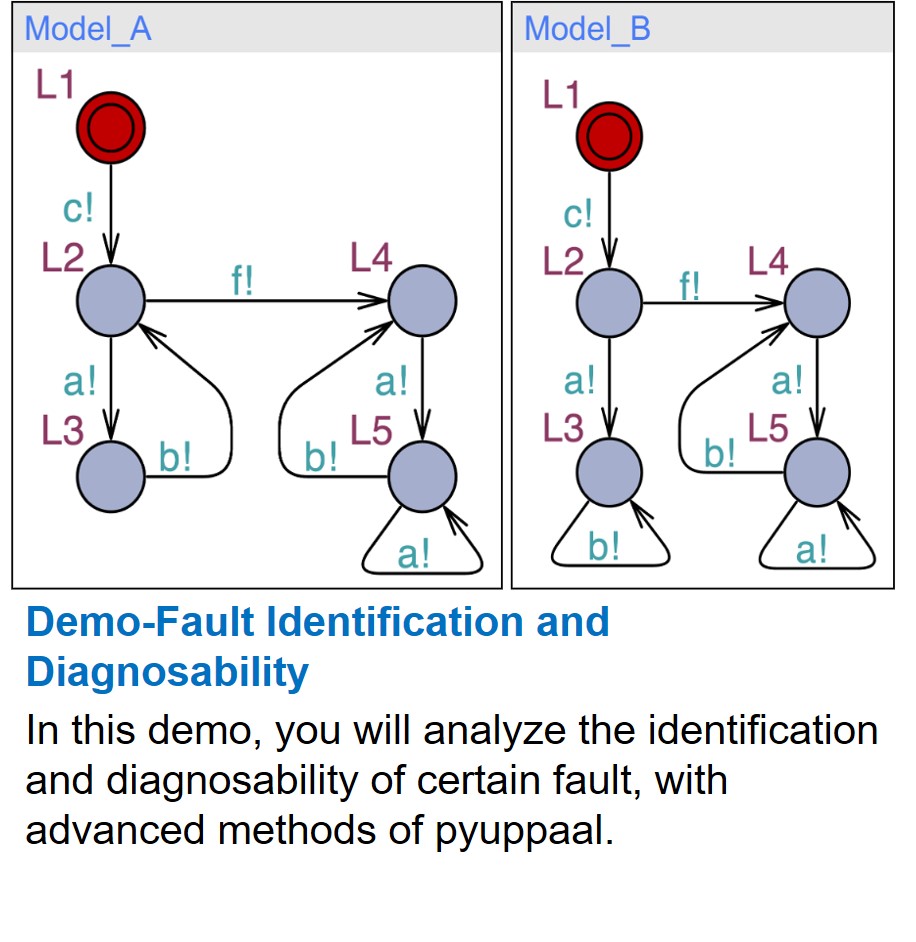 Model_A
L1
c!
L2
f!
L4
a!
a!
L3
L5
b!
b!
a!
Model_B
L1
c!
L2
f!
L4
a!
a!
L3
L5
b!
b!
a!
Demo-Fault Identification and
Diagnosability
In this demo, you will analyze the identification
and diagnosability of certain fault, with
advanced methods of pyuppaal.